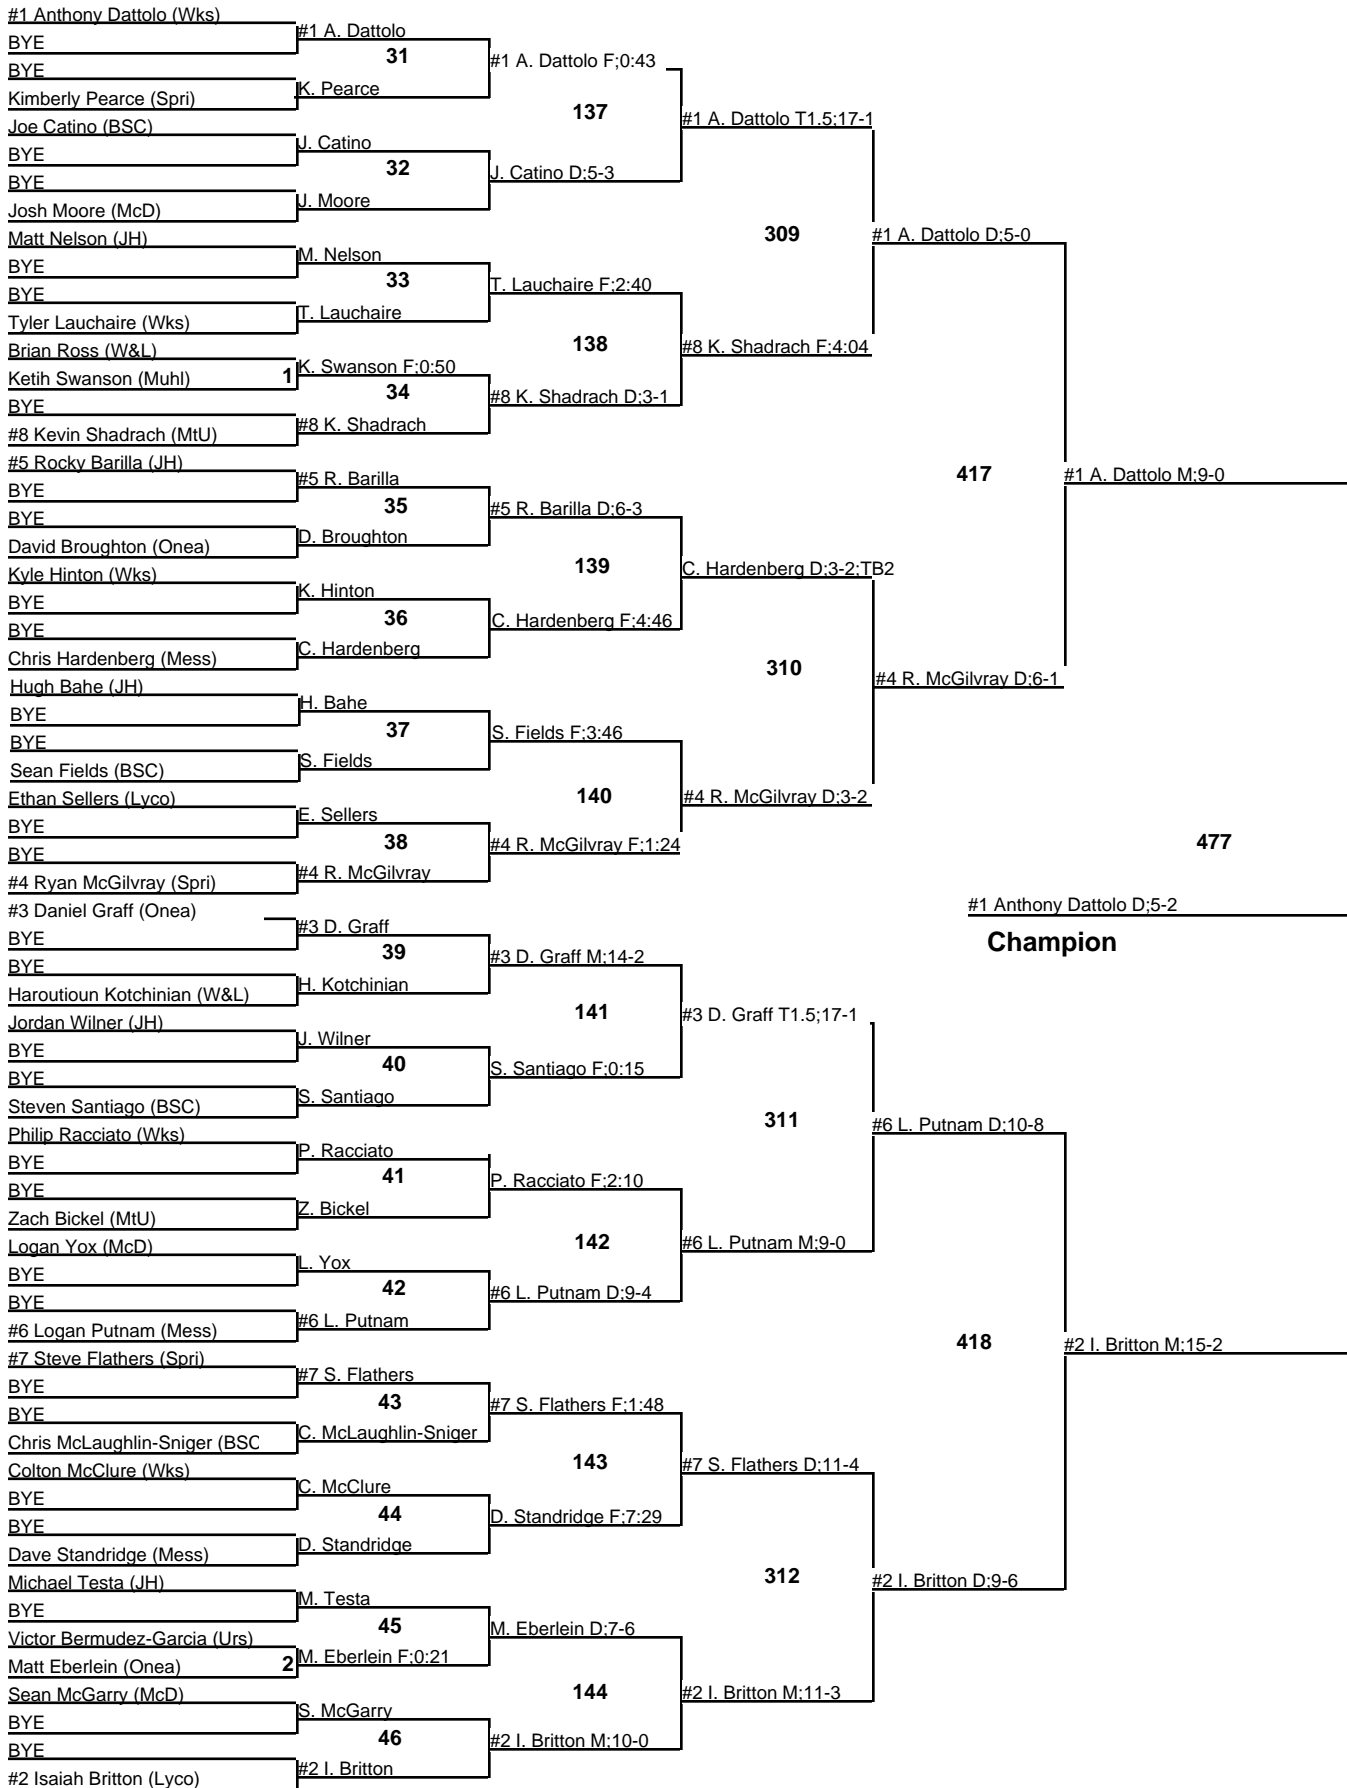 #1 Anthony Dattolo (Wks)
BYE
BYE
Kimberly Pearce (Spri)
Joe Catino (BSC)
BYE
BYE
Josh Moore (McD)
Matt Nelson (JH)
BYE
BYE
Tyler Lauchaire (Wks)
Brian Ross (W&L)
Ketih Swanson (Muhl) 1
BYE
#8 Kevin Shadrach (MtU)
#5 Rocky Barilla (JH)
BYE
BYE
David Broughton (Onea)
Kyle Hinton (Wks)
BYE
BYE
Chris Hardenberg (Mess)
Hugh Bahe (JH)
BYE
BYE
Sean Fields (BSC)
Ethan Sellers (Lyco)
BYE
BYE
#4 Ryan McGilvray (Spri)
#3 Daniel Graff (Onea)
BYE
BYE
Haroutioun Kotchinian (W&L)
Jordan Wilner (JH)
BYE
BYE
Steven Santiago (BSC)
Philip Racciato (Wks)
BYE
BYE
Zach Bickel (MtU)
Logan Yox (McD)
BYE
BYE
#6 Logan Putnam (Mess)
#7 Steve Flathers (Spri)
BYE
BYE
Chris McLaughlin-Sniger (BSC
Colton McClure (Wks)
BYE
BYE
Dave Standridge (Mess)
Michael Testa (JH)
BYE
Victor Bermudez-Garcia (Urs)
Matt Eberlein (Onea) 2
Sean McGarry (McD)
BYE
BYE
#2 Isaiah Britton (Lyco)
#1 A. Dattolo
31
K. Pearce
J. Catino
32
J. Moore
M. Nelson
33
T. Lauchaire
K. Swanson F;0:50
34
#8 K. Shadrach
#5 R. Barilla
35
D. Broughton
K. Hinton
36
C. Hardenberg
H. Bahe
37
S. Fields
E. Sellers
38
#4 R. McGilvray
#3 D. Graff
39
H. Kotchinian
J. Wilner
40
S. Santiago
P. Racciato
41
Z. Bickel
L. Yox
42
#6 L. Putnam
#7 S. Flathers
43
C. McLaughlin-Sniger
C. McClure
44
D. Standridge
M. Testa
45
M. Eberlein F;0:21
S. McGarry
46
#2 I. Britton
#1 A. Dattolo F;0:43
137
J. Catino D;5-3
T. Lauchaire F;2:40
138
#8 K. Shadrach D;3-1
#5 R. Barilla D;6-3
139
C. Hardenberg F;4:46
S. Fields F;3:46
140
#4 R. McGilvray F;1:24
#3 D. Graff M;14-2
141
S. Santiago F;0:15
P. Racciato F;2:10
142
#6 L. Putnam D;9-4
#7 S. Flathers F;1:48
143
D. Standridge F;7:29
M. Eberlein D;7-6
144
#2 I. Britton M;10-0
#1 A. Dattolo T1.5;17-1
309
#8 K. Shadrach F;4:04
C. Hardenberg D;3-2;TB2
310
#4 R. McGilvray D;3-2
#3 D. Graff T1.5;17-1
311
#6 L. Putnam M;9-0
#7 S. Flathers D;11-4
312
#2 I. Britton M;11-3
#1 A. Dattolo D;5-0
417
#4 R. McGilvray D;6-1
#6 L. Putnam D;10-8
418
#2 I. Britton D;9-6
#1 A. Dattolo M;9-0
477
#2 I. Britton M;15-2
#1 Anthony Dattolo D;5-2
Champion